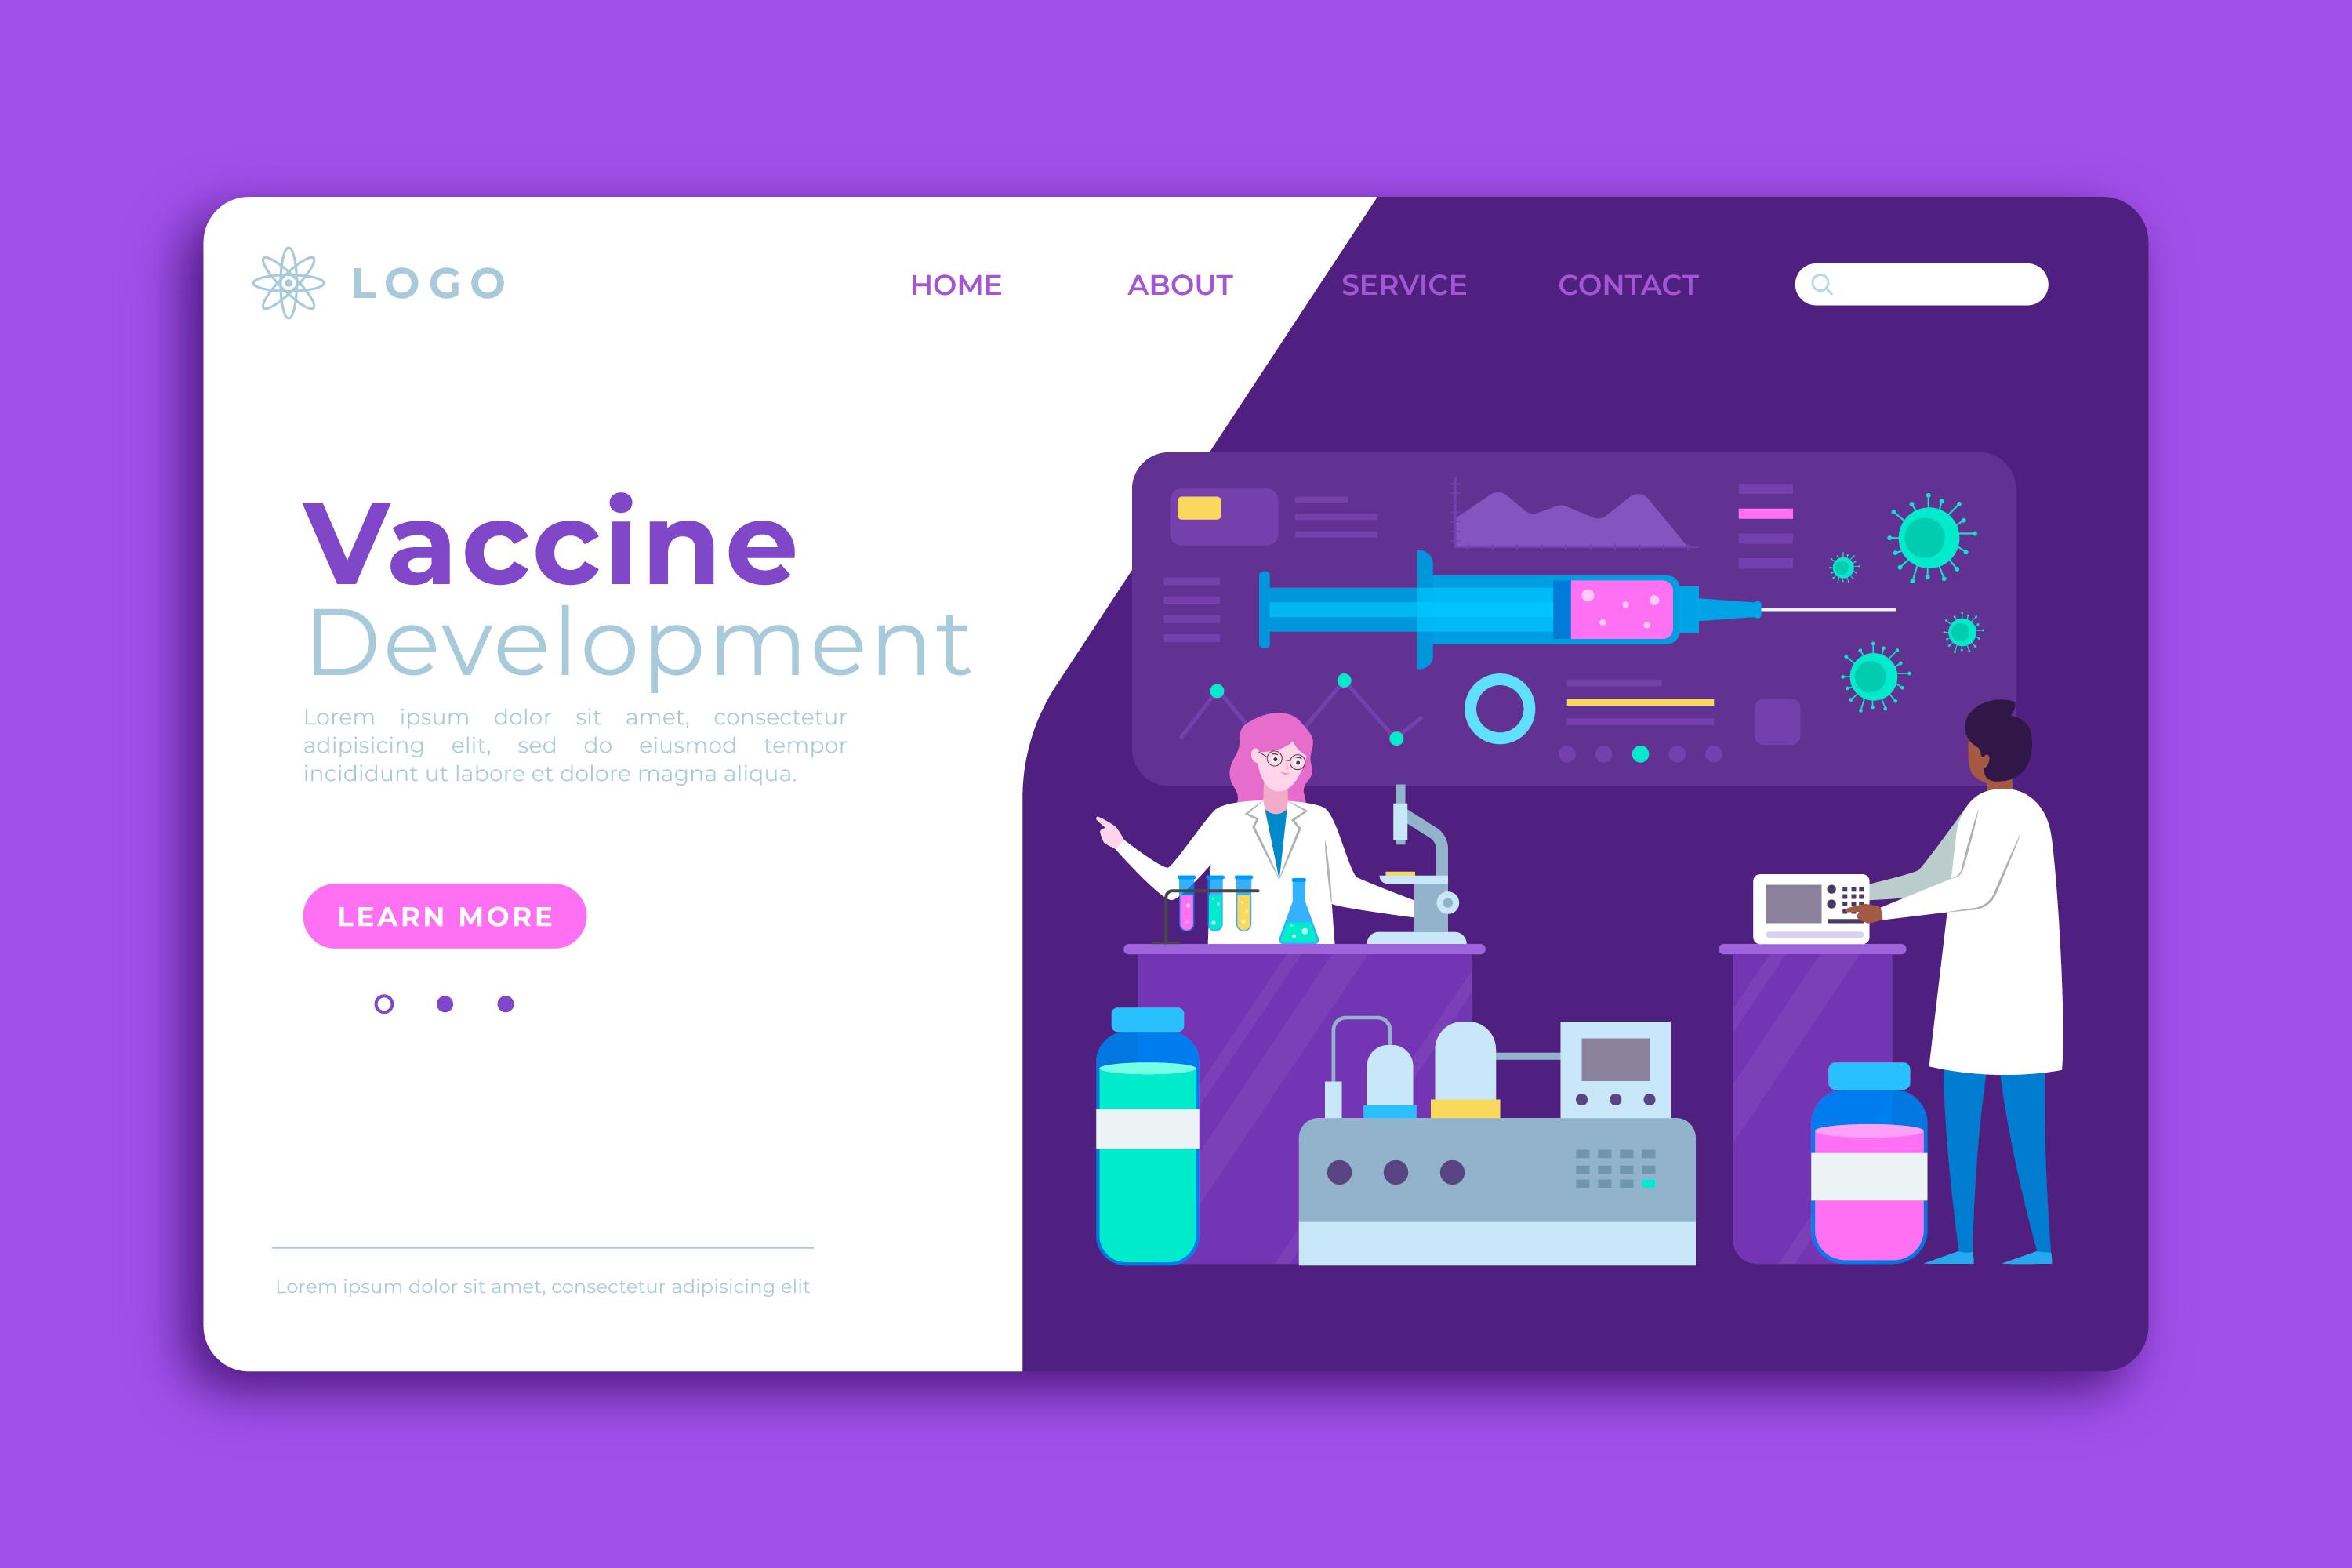 LOGO
HOME ABOUT SERVICE CONTACT
Vaccine
Development
Lorem ipsum dolor sit amet, consectetur
adipisicing elit, sed do eiusmod tempor
incididunt ut labore et dolore magna aliqua.
LEARN MORE
Lorem ipsum dolor sit amet, consectetur adipisicing elit